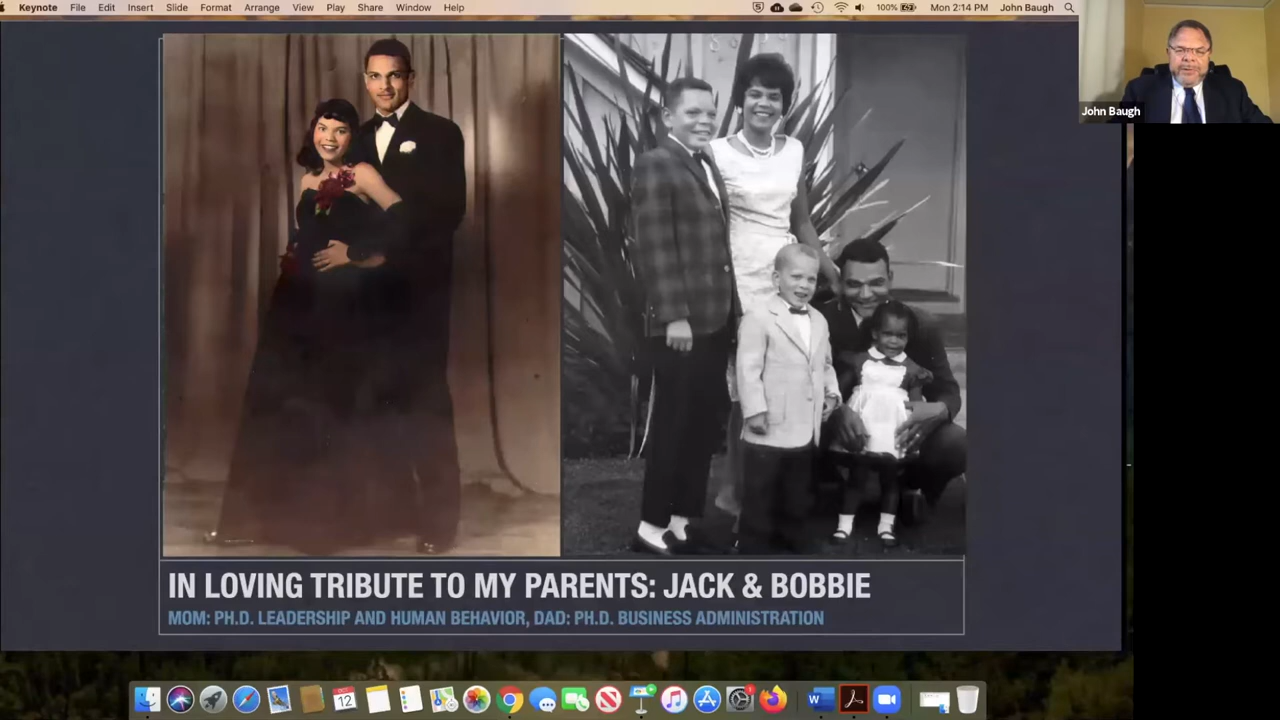 Keynote File Edit Insert Slide Format Arrange View Play Share Window Help 100% Mon 2:14 PM John Baugh
John Baugh
IN LOVING TRIBUTE TO MY PARENTS: JACK & BOBBIE
MOM: PH.D. LEADERSHIP AND HUMAN BEHAVIOR, DAD: PH.D. BUSINESS ADMINISTRATION
12